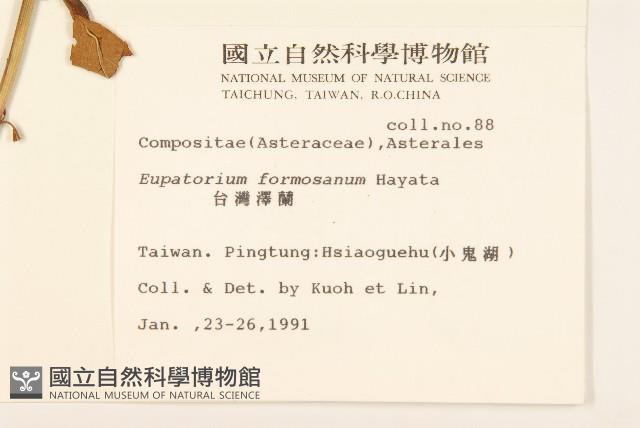 國立自然科學博物館
NATIONAL MUSEUM OF NATURAL SCIENCE
TAICHUNG, TAIWAN, R.O.CHINA
coll.no.88
Compositae(Asteraceae),Asterales
Eupatorium formosanum Hayata
台灣澤蘭
Taiwan. Pingtung:Hsiaoguehu(小鬼湖)
Coll. & Det. by Kuoh et Lin,
Jan. ,23-26,1991
國立自然科學博物館
NATIONAL MUSEUM OF NATURAL SCIENCE